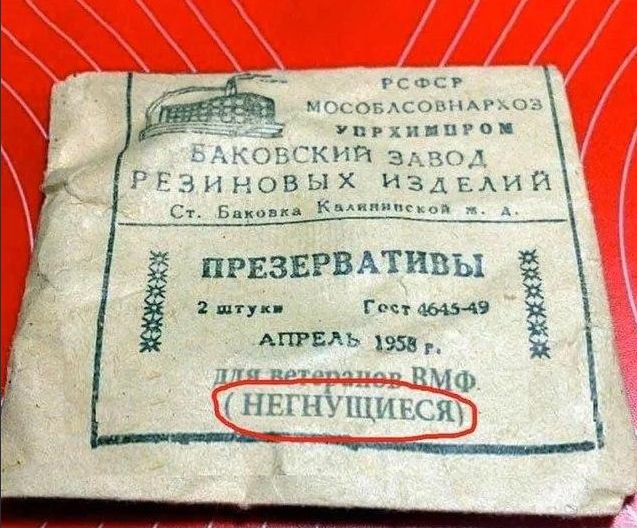 РСФСР
МОСОБЛСОВНАРХОЗ
УПРХИМПРОМ
БАКОВСКИЙ ЗАВОД
РЕЗИНОВЫХ ИЗДЕЛИЙ
Ст. Баковка Калининской ж. д.
ПРЕЗЕРВАТИВЫ
2 штуки Гост 4645-49
АПРЕЛЬ 1958 г.
для ветеранов ВМФ
(НЕГНУЩИЕСЯ)